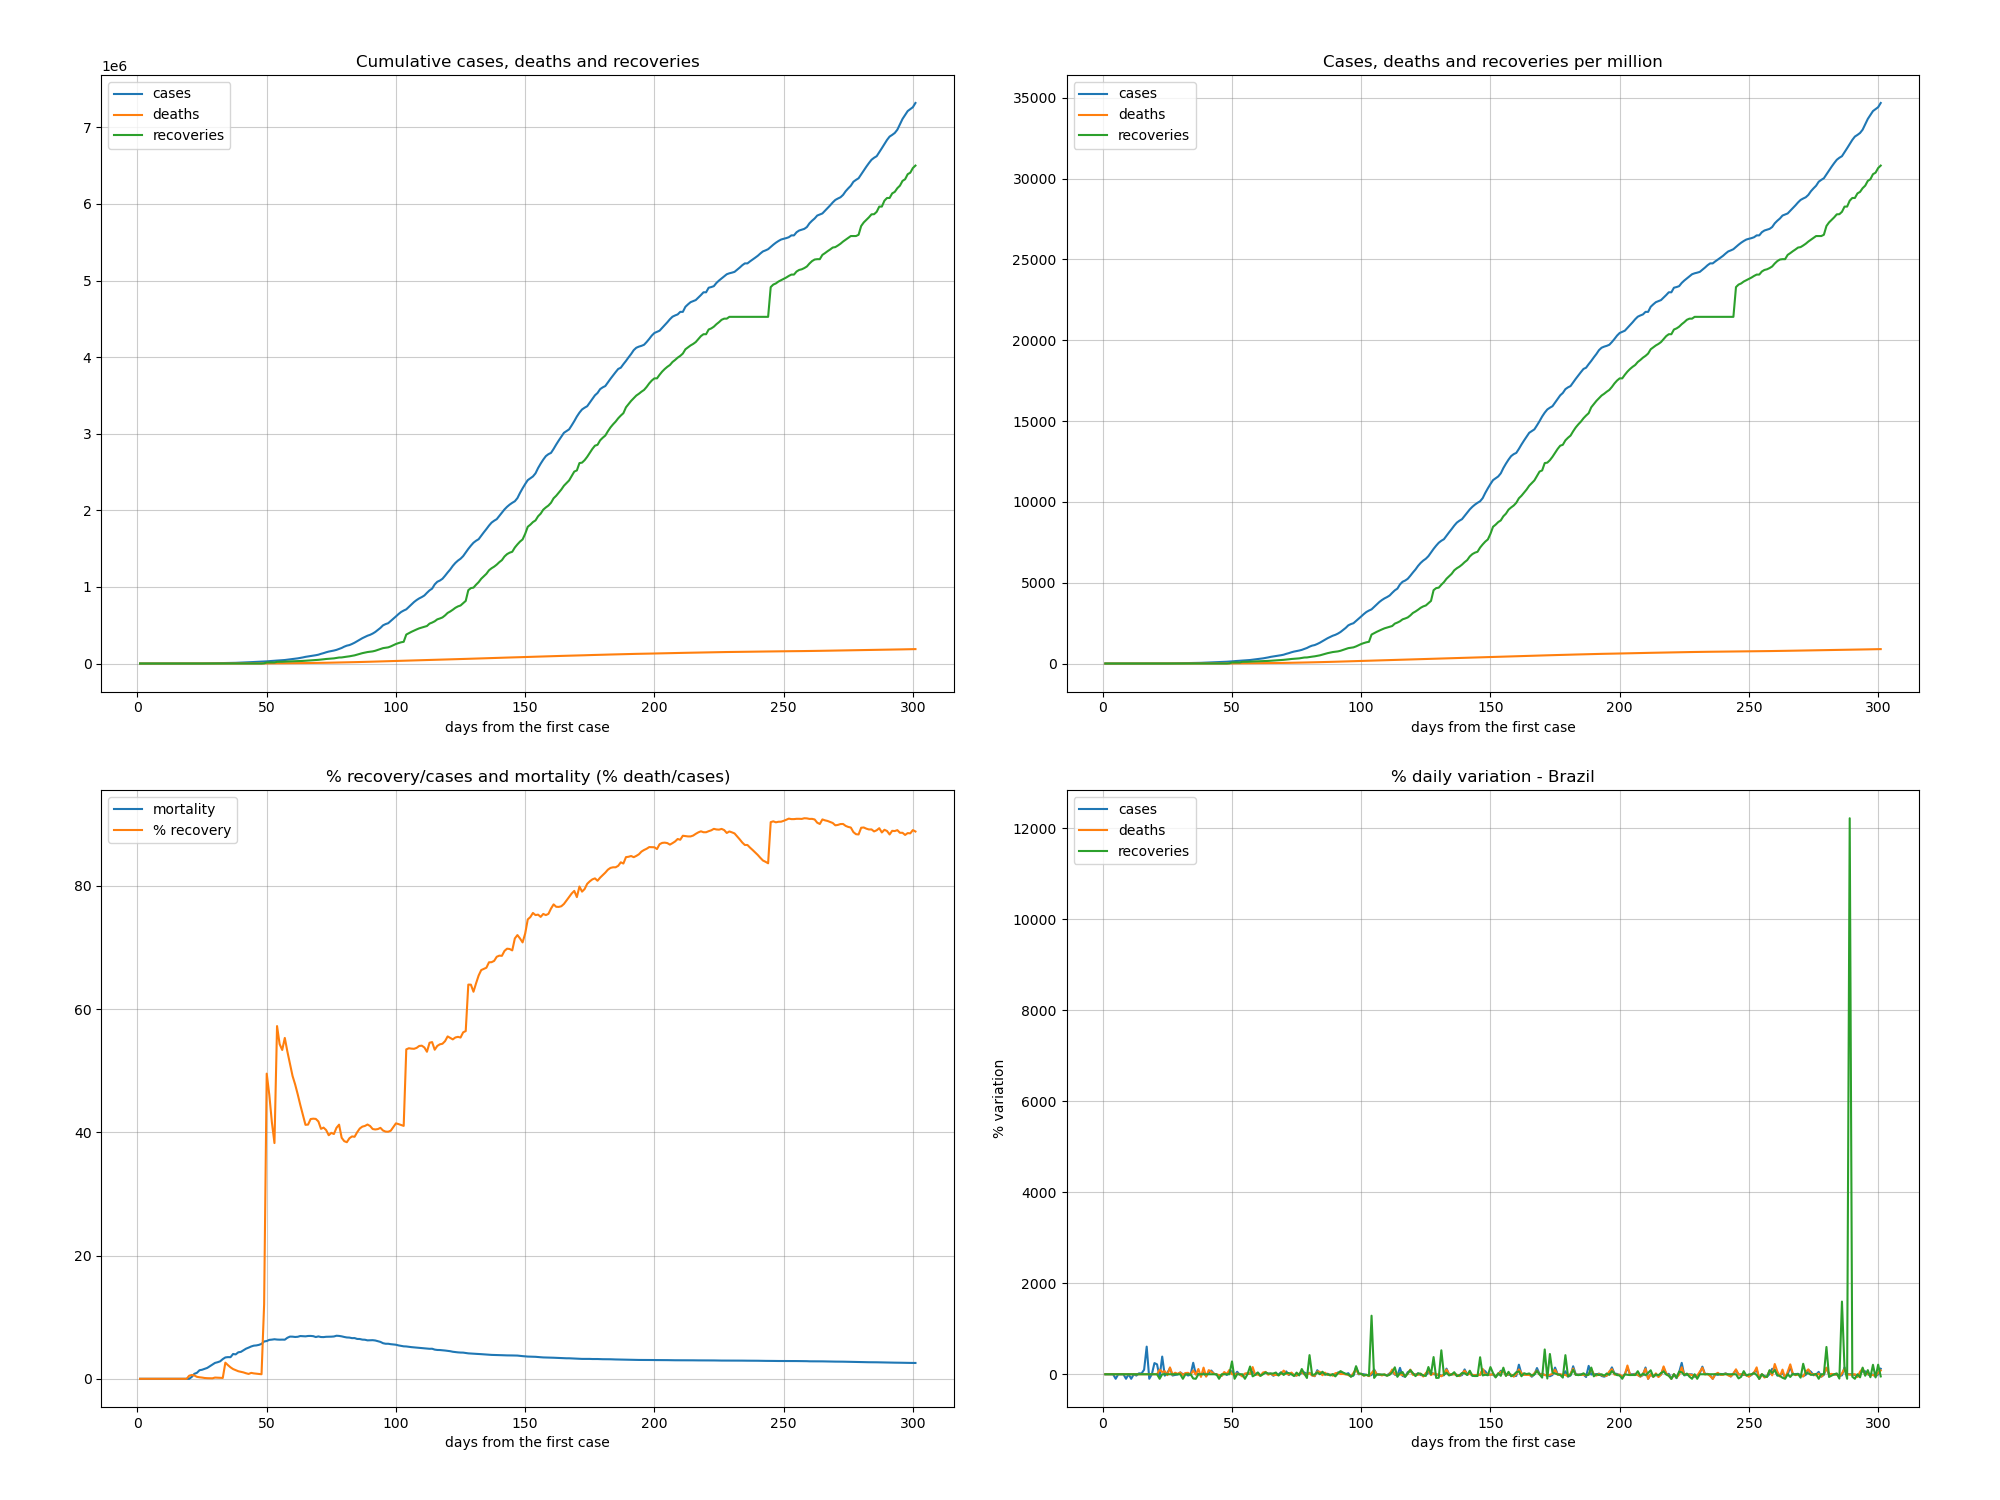 Cumulative cases, deaths and recoveries
1e6
cases
deaths
recoveries
7
6
5
4
3
2
1
0
0 50 100 150 200 250 300
days from the first case
Cases, deaths and recoveries per million
cases
deaths
recoveries
35000
30000
25000
20000
15000
10000
5000
0
0 50 100 150 200 250 300
days from the first case
% recovery/cases and mortality (% death/cases)
mortality
% recovery
80
60
40
20
0
0 50 100 150 200 250 300
days from the first case
% daily variation - Brazil
cases
deaths
recoveries
% variation
12000
10000
8000
6000
4000
2000
0
0 50 100 150 200 250 300
days from the first case